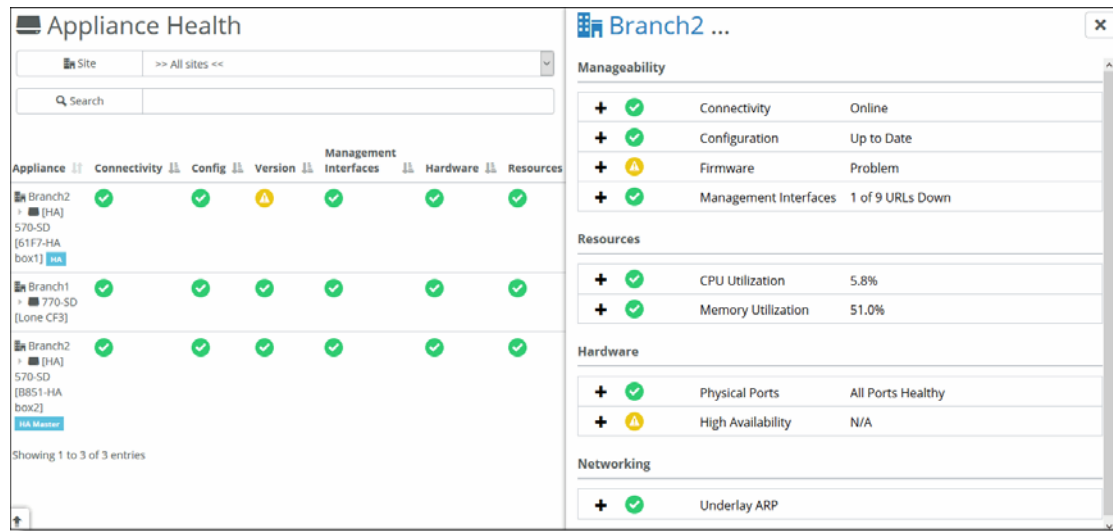 Appliance Health
Site
>> All sites <<
Search
Appliance Connectivity Config Version Management Interfaces Hardware Resources
Branch2
[HA]
570-SD
[61F7-HA
box1] HA
Branch1
770-SD
[Lone CF3]
Branch2
[HA]
570-SD
[B8S1-HA
box2]
HA Master
Showing 1 to 3 of 3 entries
Branch2 ...
Manageability
Connectivity Online
Configuration Up to Date
Firmware Problem
Management Interfaces 1 of 9 URLs Down
Resources
CPU Utilization 5.8%
Memory Utilization 51.0%
Hardware
Physical Ports All Ports Healthy
High Availability N/A
Networking
Underlay ARP